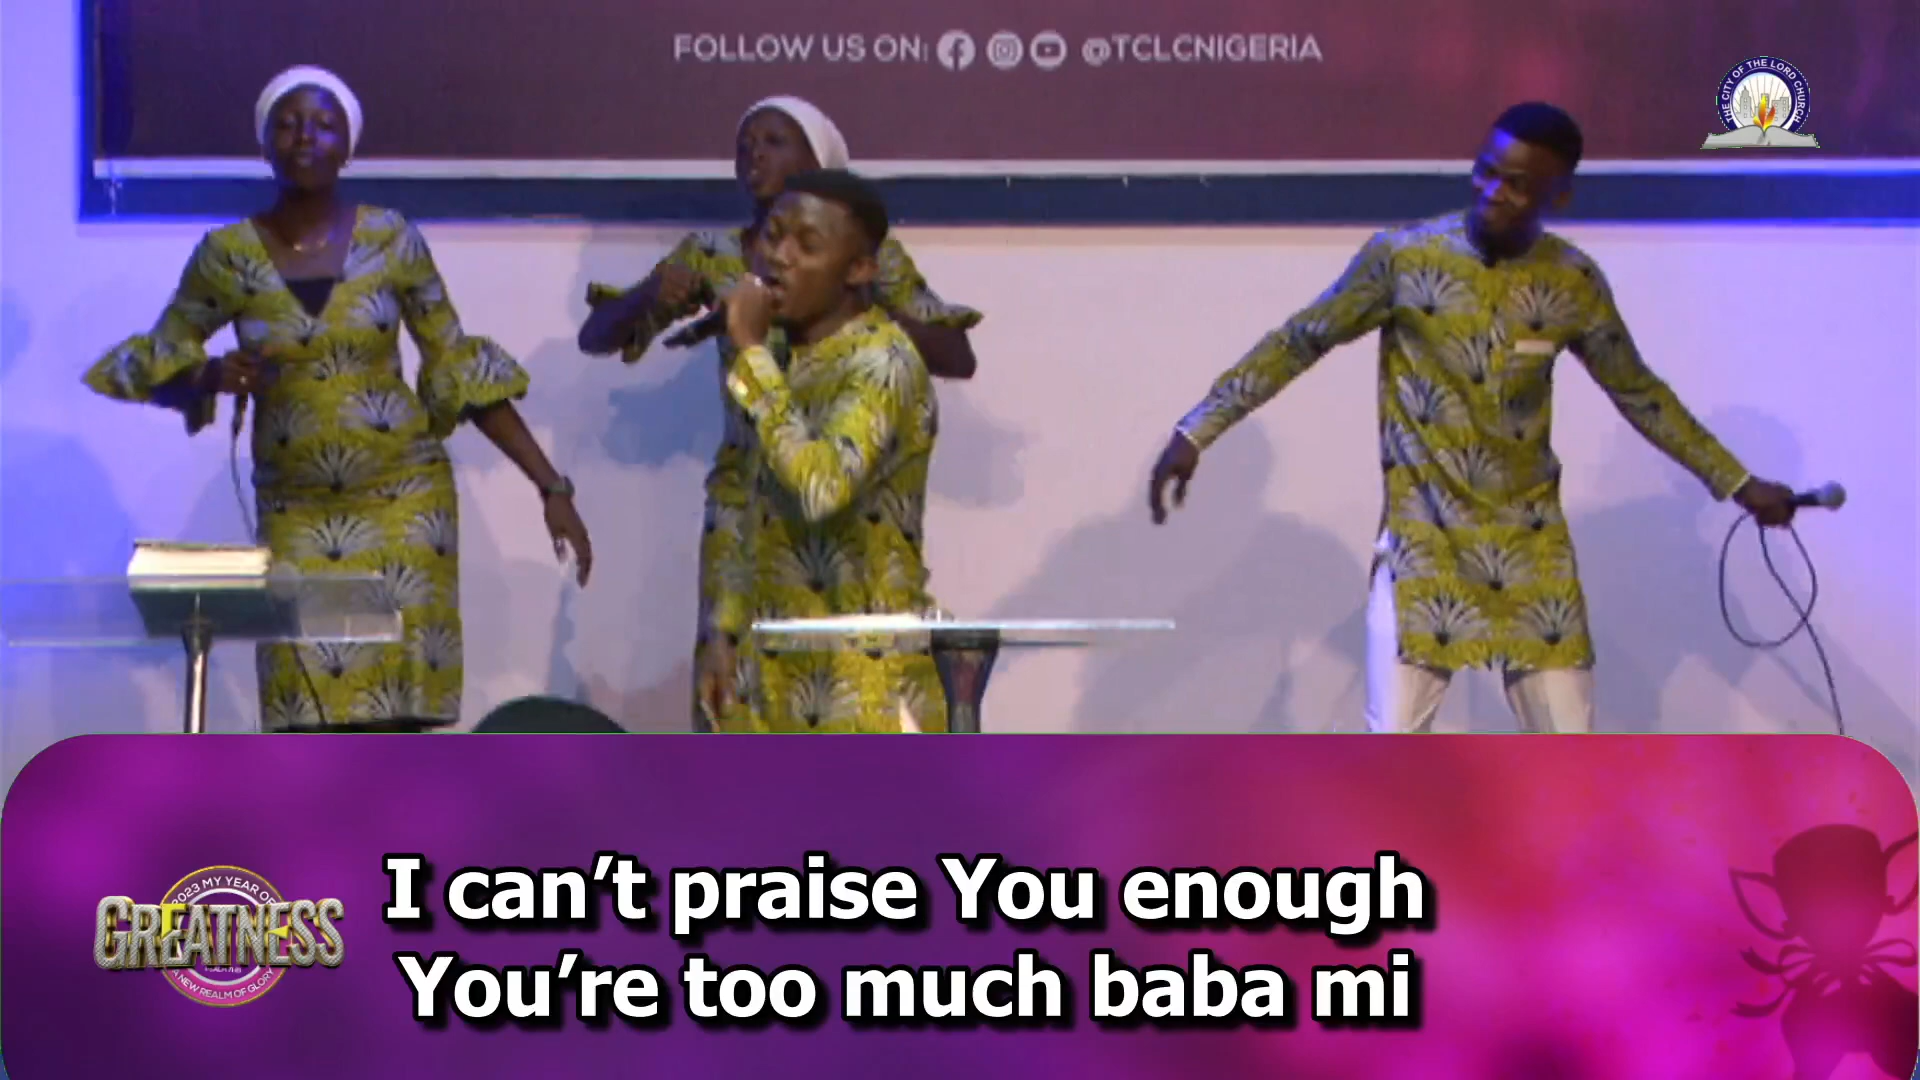 FOLLOW US ON: @TCLCNIGERIA
THE CITY OF THE LORD CHURCH
I can’t praise You enough
You’re too much baba mi
2023 MY YEAR OF
GREATNESS
A NEW REALM OF GLORY